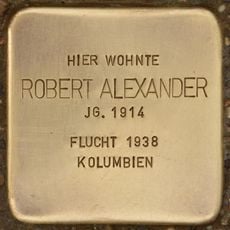 HIER WOHNTE
ROBERT ALEXANDER
JG. 1914
FLUCHT 1938
KOLUMBIEN